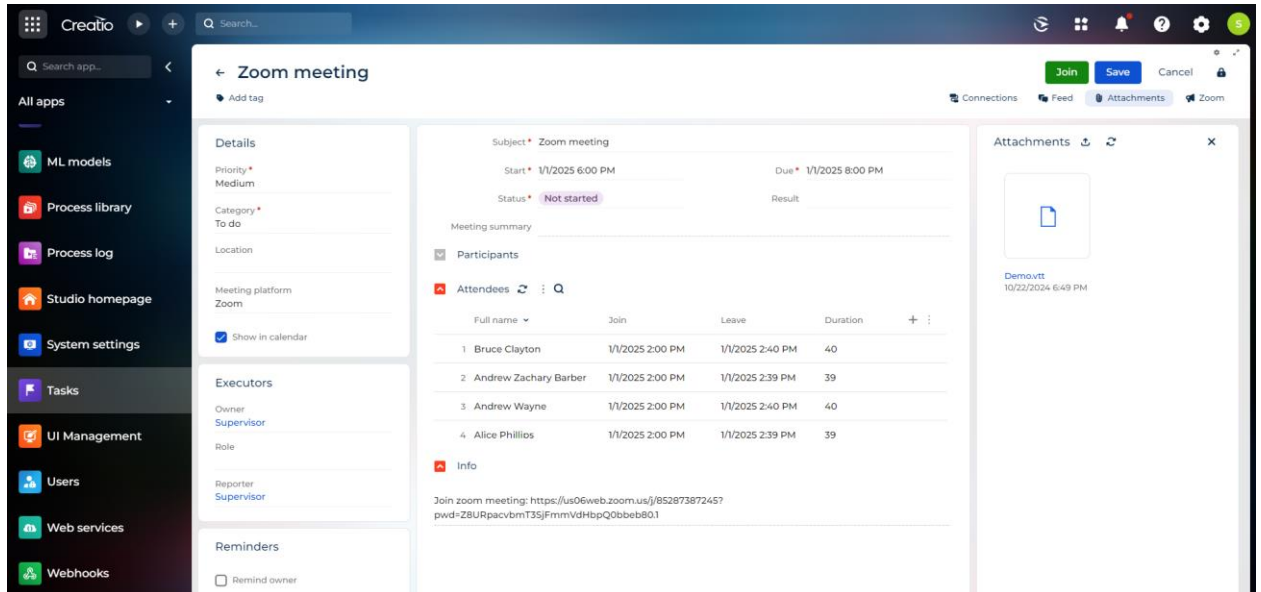 Creatio
Search...
S
Search app...
All apps
ML models
Process library
Process log
Studio homepage
System settings
Tasks
UI Management
Users
Web services
Webhooks
← Zoom meeting
Join Save Cancel
Add tag
Connections Feed Attachments Zoom
Details
Priority*
Medium
Category*
To do
Location
Meeting platform
Zoom
Show in calendar
Executors
Owner
Supervisor
Role
Reporter
Supervisor
Reminders
Remind owner
Subject* Zoom meeting
Start* 1/1/2025 6:00 PM Due* 1/1/2025 8:00 PM
Status* Not started Result
Meeting summary
Participants
Attendees
Full name Join Leave Duration
1 Bruce Clayton 1/1/2025 2:00 PM 1/1/2025 2:40 PM 40
2 Andrew Zachary Barber 1/1/2025 2:00 PM 1/1/2025 2:39 PM 39
3 Andrew Wayne 1/1/2025 2:00 PM 1/1/2025 2:40 PM 40
4 Alice Phillios 1/1/2025 2:00 PM 1/1/2025 2:39 PM 39
Info
Join zoom meeting: https://us06web.zoom.us/j/85287387245?
pwd=Z8URpacvbmT3SjFmmVdHbpQ0bbeb80.1
Attachments
Demo.vtt
10/22/2024 6:49 PM